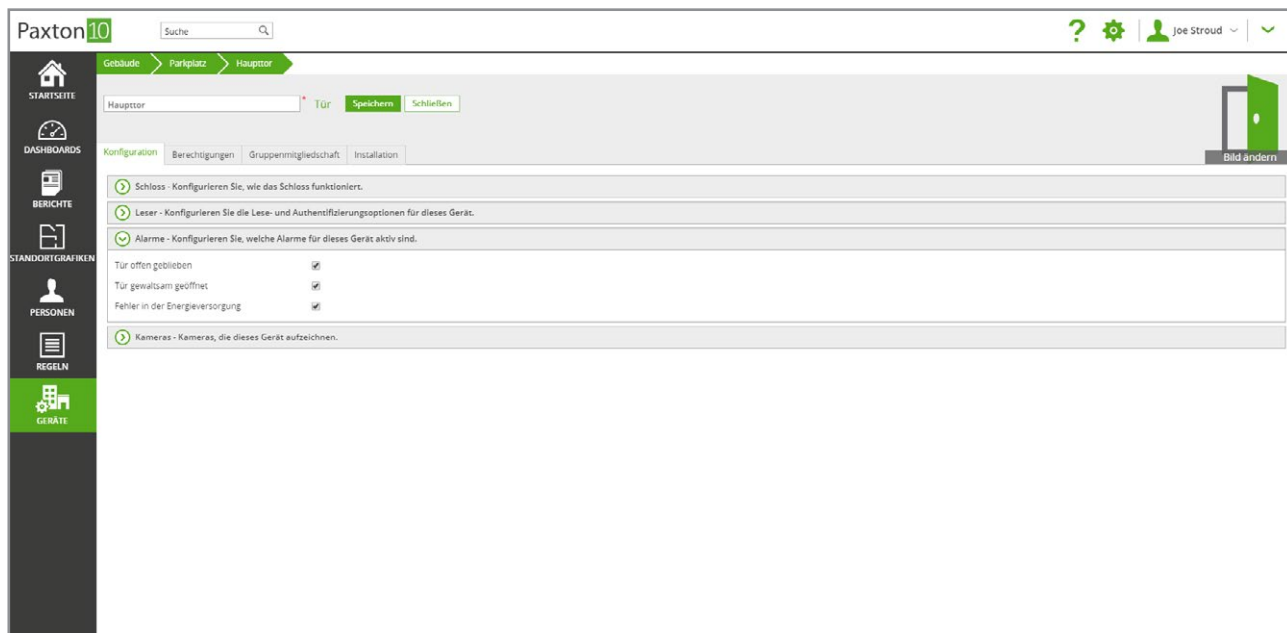 Paxton10
Suche
?
Joe Stroud
STARTSEITE
DASHBOARDS
BERICHTE
STANDORTGRAFIKEN
PERSONEN
REGELN
GERÄTE
Gebäude Parkplatz Haupttor
Haupttor * Tür Speichern Schließen
Bild ändern
Konfiguration Berechtigungen Gruppenmitgliedschaft Installation
Schloss - Konfigurieren Sie, wie das Schloss funktioniert.
Leser - Konfigurieren Sie die Lese- und Authentifizierungsoptionen für dieses Gerät.
Alarme - Konfigurieren Sie, welche Alarme für dieses Gerät aktiv sind.
Tür offen geblieben
Tür gewaltsam geöffnet
Fehler in der Energieversorgung
Kameras - Kameras, die dieses Gerät aufzeichnen.